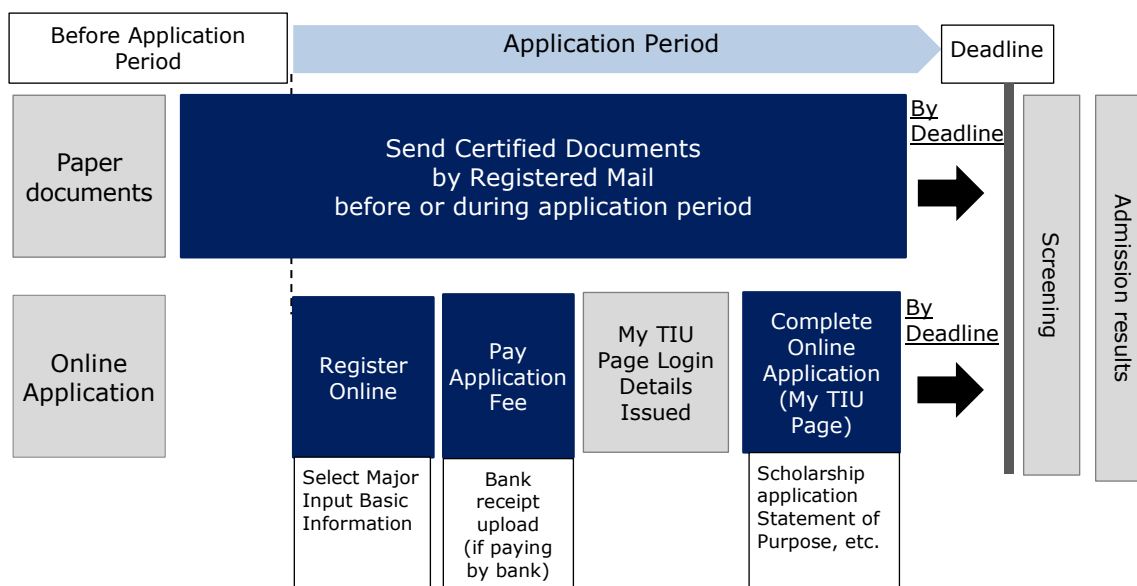 Before Application
Period
Application Period
Deadline
Paper
documents
Send Certified Documents
by Registered Mail
before or during application period
By
Deadline
Screening
Admission results
Online
Application
Register
Online
Pay
Application
Fee
My TIU
Page Login
Details
Issued
Complete
Online
Application
(My TIU
Page)
By
Deadline
Select Major
Input Basic
Information
Bank
receipt
upload
(if paying
by bank)
Scholarship
application
Statement of
Purpose, etc.